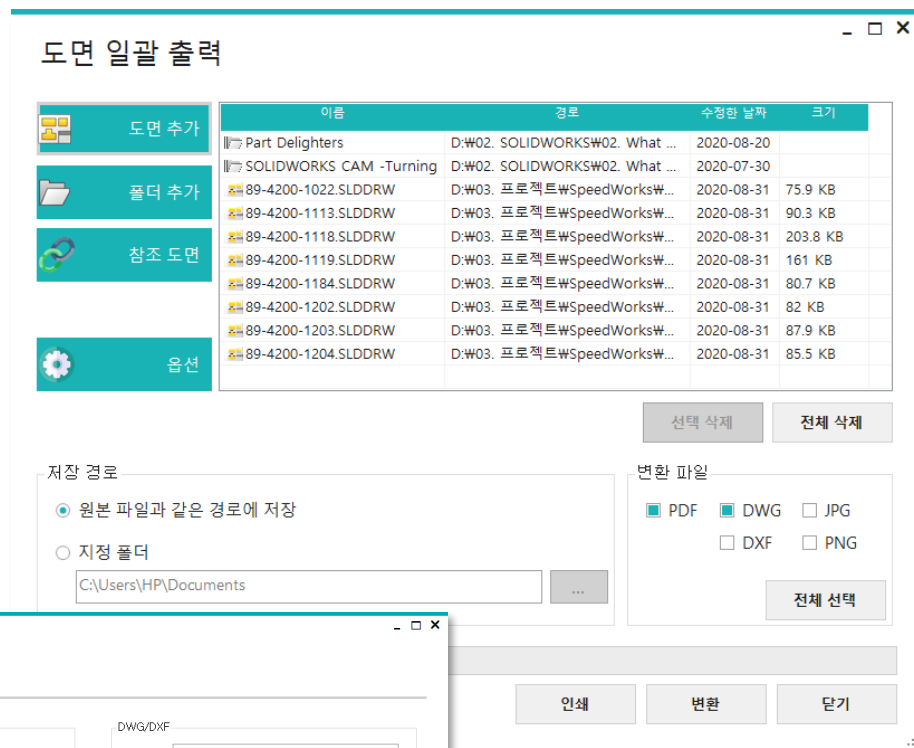 도면 일괄 출력
도면 추가
폴더 추가
참조 도면
옵션
이름 경로 수정한 날짜 크기
Part Delighters D:₩02. SOLIDWORKS₩02. What ... 2020-08-20
SOLIDWORKS CAM -Turning D:₩02. SOLIDWORKS₩02. What ... 2020-07-30
89-4200-1022.SLDDRW D:₩03. 프로젝트₩SpeedWorks₩... 2020-08-31 75.9 KB
89-4200-1113.SLDDRW D:₩03. 프로젝트₩SpeedWorks₩... 2020-08-31 90.3 KB
89-4200-1118.SLDDRW D:₩03. 프로젝트₩SpeedWorks₩... 2020-08-31 203.8 KB
89-4200-1119.SLDDRW D:₩03. 프로젝트₩SpeedWorks₩... 2020-08-31 161 KB
89-4200-1184.SLDDRW D:₩03. 프로젝트₩SpeedWorks₩... 2020-08-31 80.7 KB
89-4200-1202.SLDDRW D:₩03. 프로젝트₩SpeedWorks₩... 2020-08-31 82 KB
89-4200-1203.SLDDRW D:₩03. 프로젝트₩SpeedWorks₩... 2020-08-31 87.9 KB
89-4200-1204.SLDDRW D:₩03. 프로젝트₩SpeedWorks₩... 2020-08-31 85.5 KB
선택 삭제 전체 삭제
저장 경로
원본 파일과 같은 경로에 저장
지정 폴더
C:\Users\HP\Documents ...
변환 파일
PDF DWG JPG
DXF PNG
전체 선택
인쇄 변환 닫기
DWG/DXF